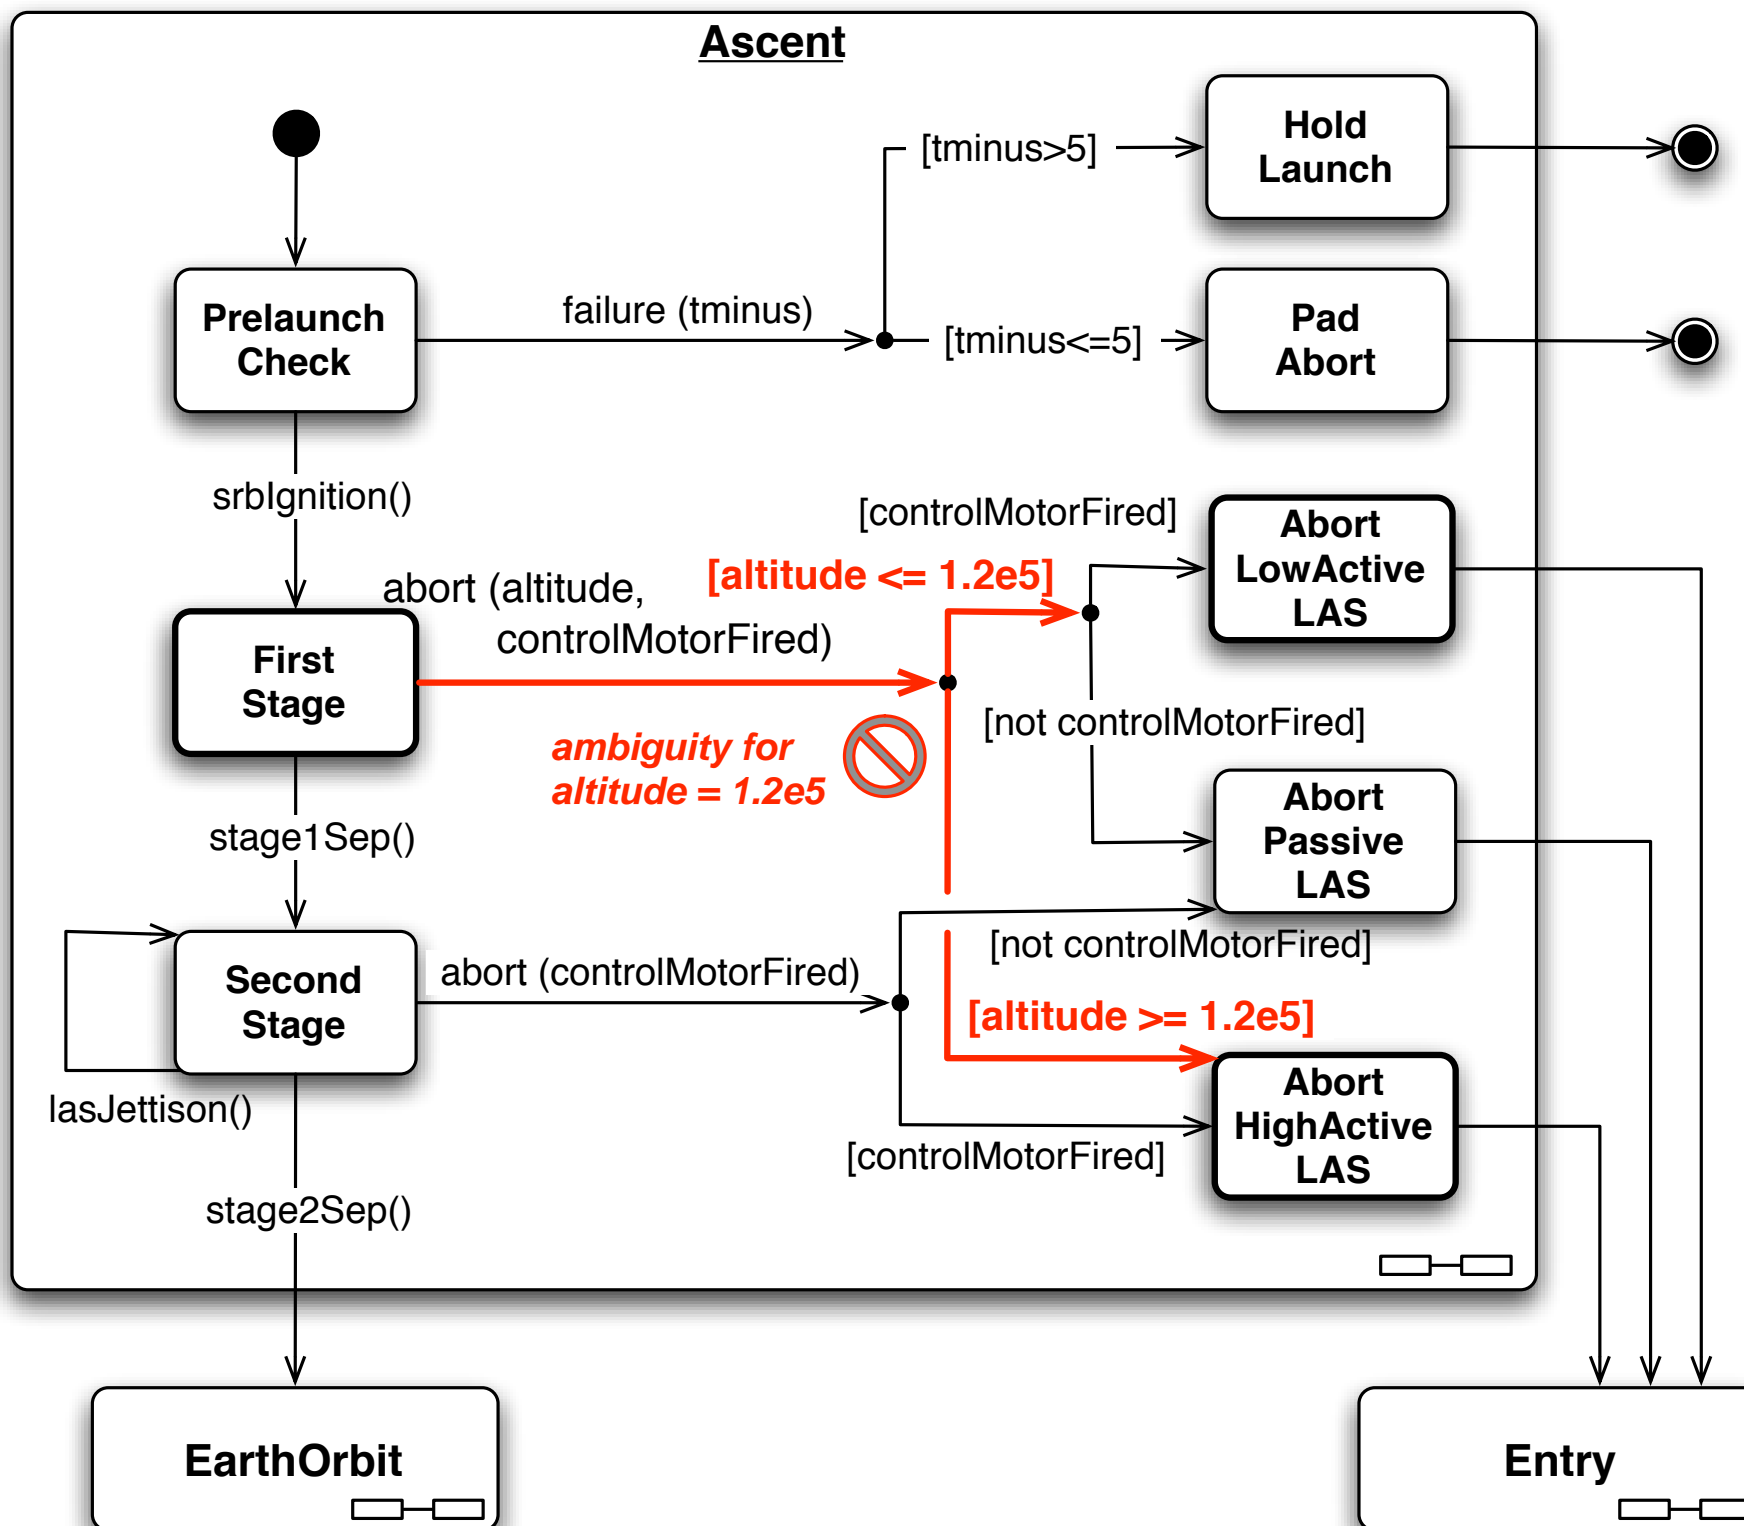 Ascent
[tminus>5]
Hold
Launch
Prelaunch
Check
failure (tminus)
[tminus<=5]
Pad
Abort
srbIgnition()
[controlMotorFired]
Abort
LowActive
LAS
abort (altitude,
controlMotorFired)
[altitude <= 1.2e5]
First
Stage
[not controlMotorFired]
ambiguity for
altitude = 1.2e5
Abort
Passive
LAS
stage1Sep()
[not controlMotorFired]
Second
Stage
abort (controlMotorFired)
[altitude >= 1.2e5]
Abort
HighActive
LAS
lasJettison()
[controlMotorFired]
stage2Sep()
EarthOrbit
Entry